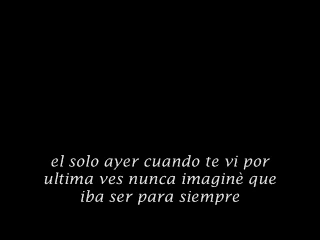 el solo ayer cuando te vi por
ultima ves nunca imaginè que
iba ser para siempre